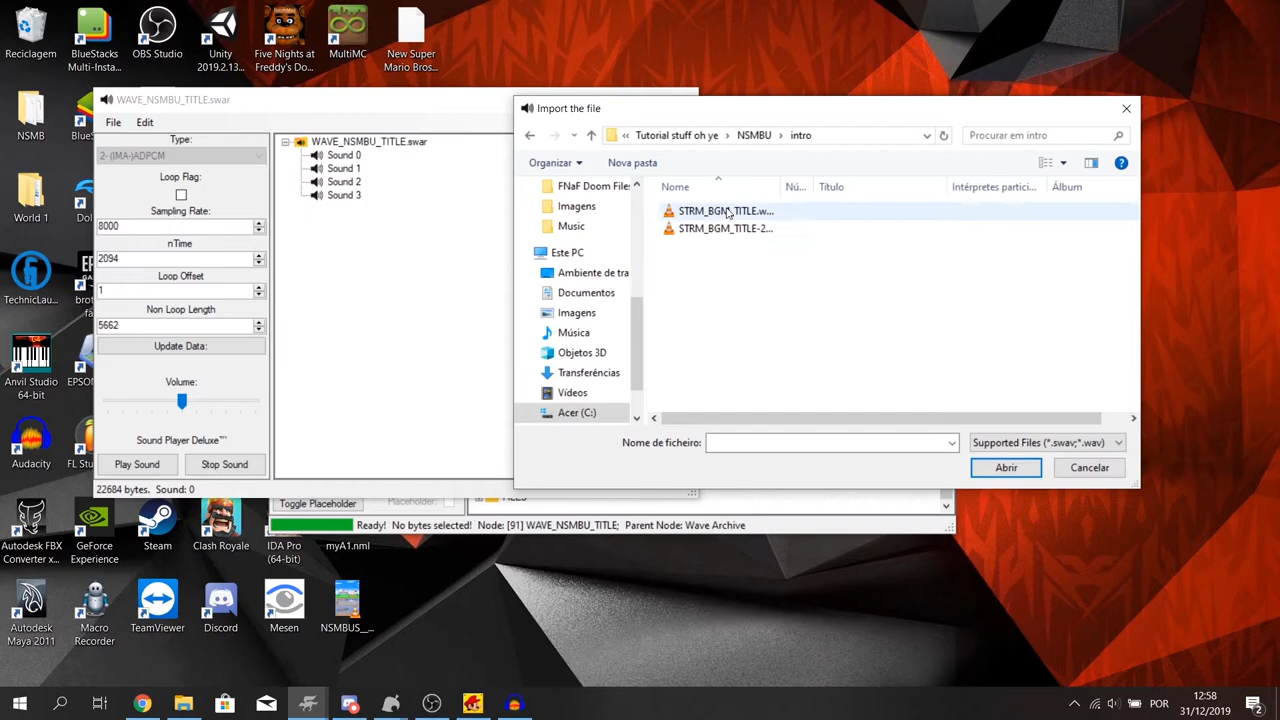 Reciclagem
BlueStacks
Multi-Insta...
OBS Studio
Unity
2019.2.13...
Five Nights at
Freddy's Do...
MultiMC
New Super
Mario Bros...
NSMB
World 1
TechnicLau...
Anvil Studio
64-bit
Audacity
FL Stu
Autodesk FBX
Converter x...
GeForce
Experience
Steam
Clash Royale
IDA Pro
(64-bit)
myA1.nml
Autodesk
Maya 2011
Macro
Recorder
TeamViewer
Discord
Mesen
NSMBUS__...
WAVE_NSMBU_TITLE.swar
File
Edit
Type:
2- (IMA-)ADPCM
Loop Flag:
Sampling Rate:
8000
nTime
2094
Loop Offset
1
Non Loop Length
5662
Update Data:
Volume:
Sound Player Deluxe™
Play Sound
Stop Sound
22684 bytes. Sound: 0
WAVE_NSMBU_TITLE.swar
Sound 0
Sound 1
Sound 2
Sound 3
Import the file
« Tutorial stuff oh ye > NSMBU > intro
Procurar em intro
Organizar
Nova pasta
FNaF Doom Files
Imagens
Music
Este PC
Ambiente de tra
Documentos
Imagens
Música
Objetos 3D
Transferências
Vídeos
Acer (C:)
Nome
Nú...
Título
Intérpretes partici...
Álbum
STRM_BGM_TITLE.w...
STRM_BGM_TITLE-2...
Nome de ficheiro:
Supported Files (*.swav;*.wav)
Abrir
Cancelar
Toggle Placeholder
Placeholder:
FILES
Ready! No bytes selected! Node: [91] WAVE_NSMBU_TITLE; Parent Node: Wave Archive
POR
12:58
31/12/2019
2